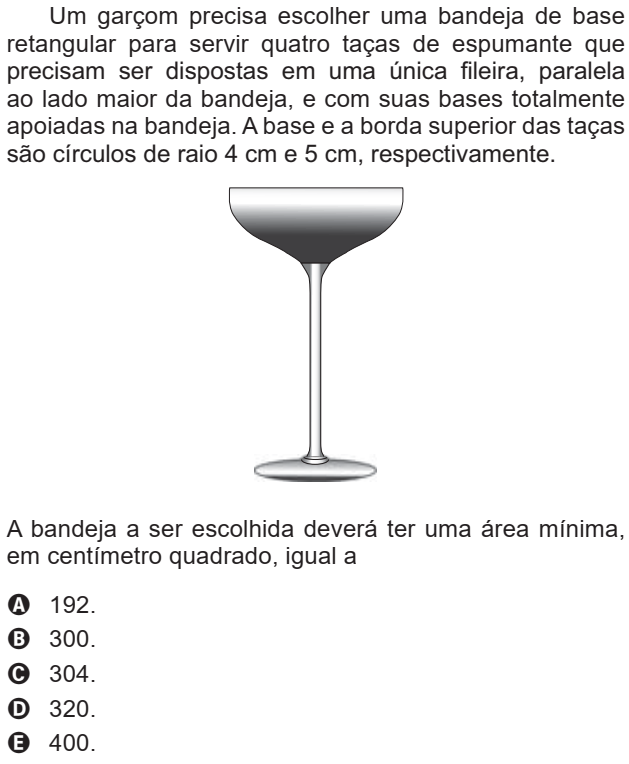 Um garçom precisa escolher uma bandeja de base
retangular para servir quatro taças de espumante que
precisam ser dispostas em uma única fileira, paralela
ao lado maior da bandeja, e com suas bases totalmente
apoiadas na bandeja. A base e a borda superior das taças
são círculos de raio 4 cm e 5 cm, respectivamente.
A bandeja a ser escolhida deverá ter uma área mínima,
em centímetro quadrado, igual a
A 192.
B 300.
C 304.
D 320.
E 400.